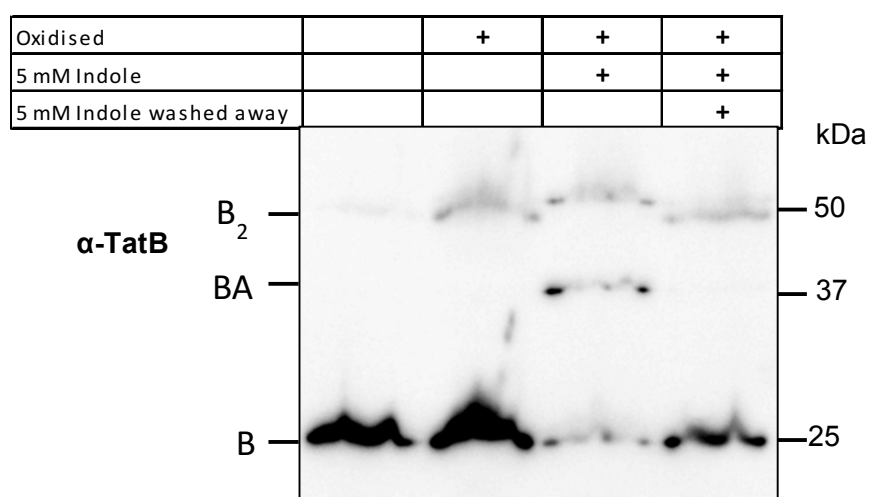 Oxidised + + +
5 mM Indole + +
5 mM Indole washed away +
kDa
B2 50
α-TatB
BA 37
B 25